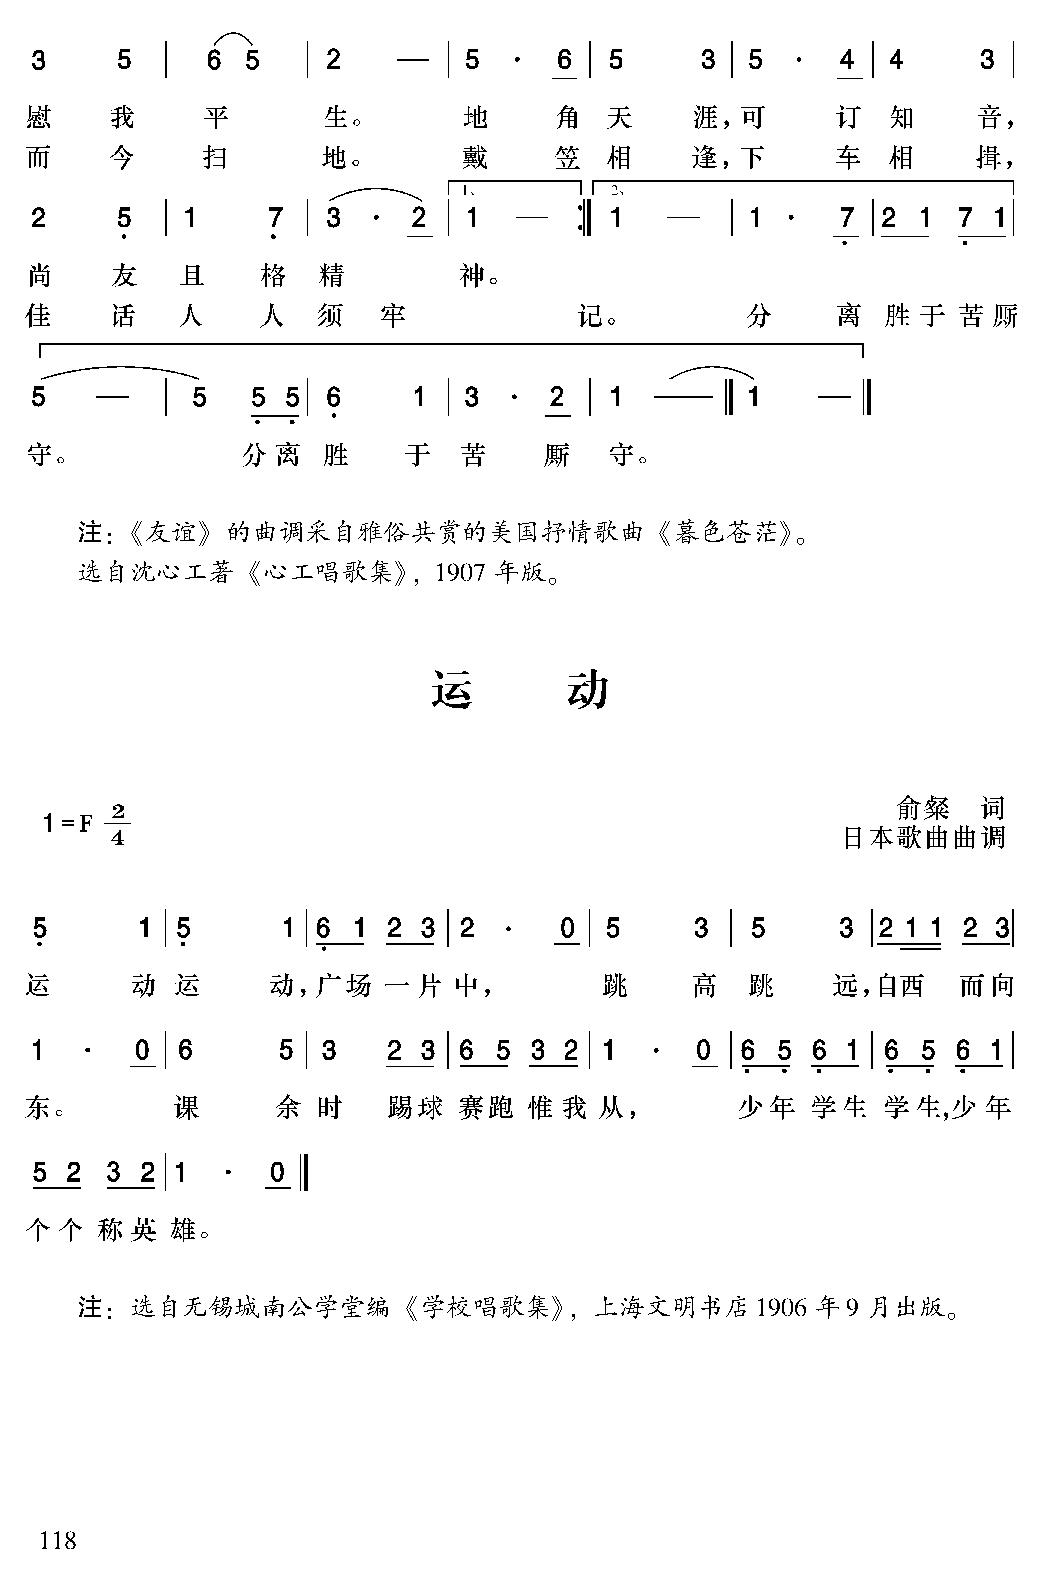 3 5 | 6 5 | 2 — | 5 · 6 | 5 3 | 5 · 4 | 4 3 |
慰 我 平 生。 地 角 天 涯，可 订 知 音，
而 今 扫 地。 戴 笠 相 逢，下 车 相 揖，
1、 2、
2 5 | 1 7 | 3 · 2 | 1 — :‖ 1 — | 1 · 7 | 2 1 7 1 |
尚 友 且 格 精 神。
佳 话 人 人 须 牢 记。 分 离 胜 于 苦 厮
5 — | 5 5 5 | 6 1 | 3 · 2 | 1 — ‖ 1 — ‖
守。 分 离 胜 于 苦 厮 守。
注：《友谊》的曲调采自雅俗共赏的美国抒情歌曲《暮色苍茫》。
选自沈心工著《心工唱歌集》，1907 年版。
运 动
俞粲 词
1=F 2/4
日本歌曲曲调
5 1 | 5 1 | 6 1 2 3 | 2 · 0 | 5 3 | 5 3 | 2 1 1 2 3 |
运 动 运 动，广 场 一 片 中， 跳 高 跳 远，自 西 而 向
1 · 0 | 6 5 | 3 2 3 | 6 5 3 2 | 1 · 0 | 6 5 6 1 | 6 5 6 1 |
东。 课 余 时 踢 球 赛 跑 惟 我 从， 少 年 学 生 学 生，少 年
5 2 3 2 | 1 · 0 ‖
个 个 称 英 雄。
注：选自无锡城南公学堂编《学校唱歌集》，上海文明书店 1906 年 9 月出版。
118